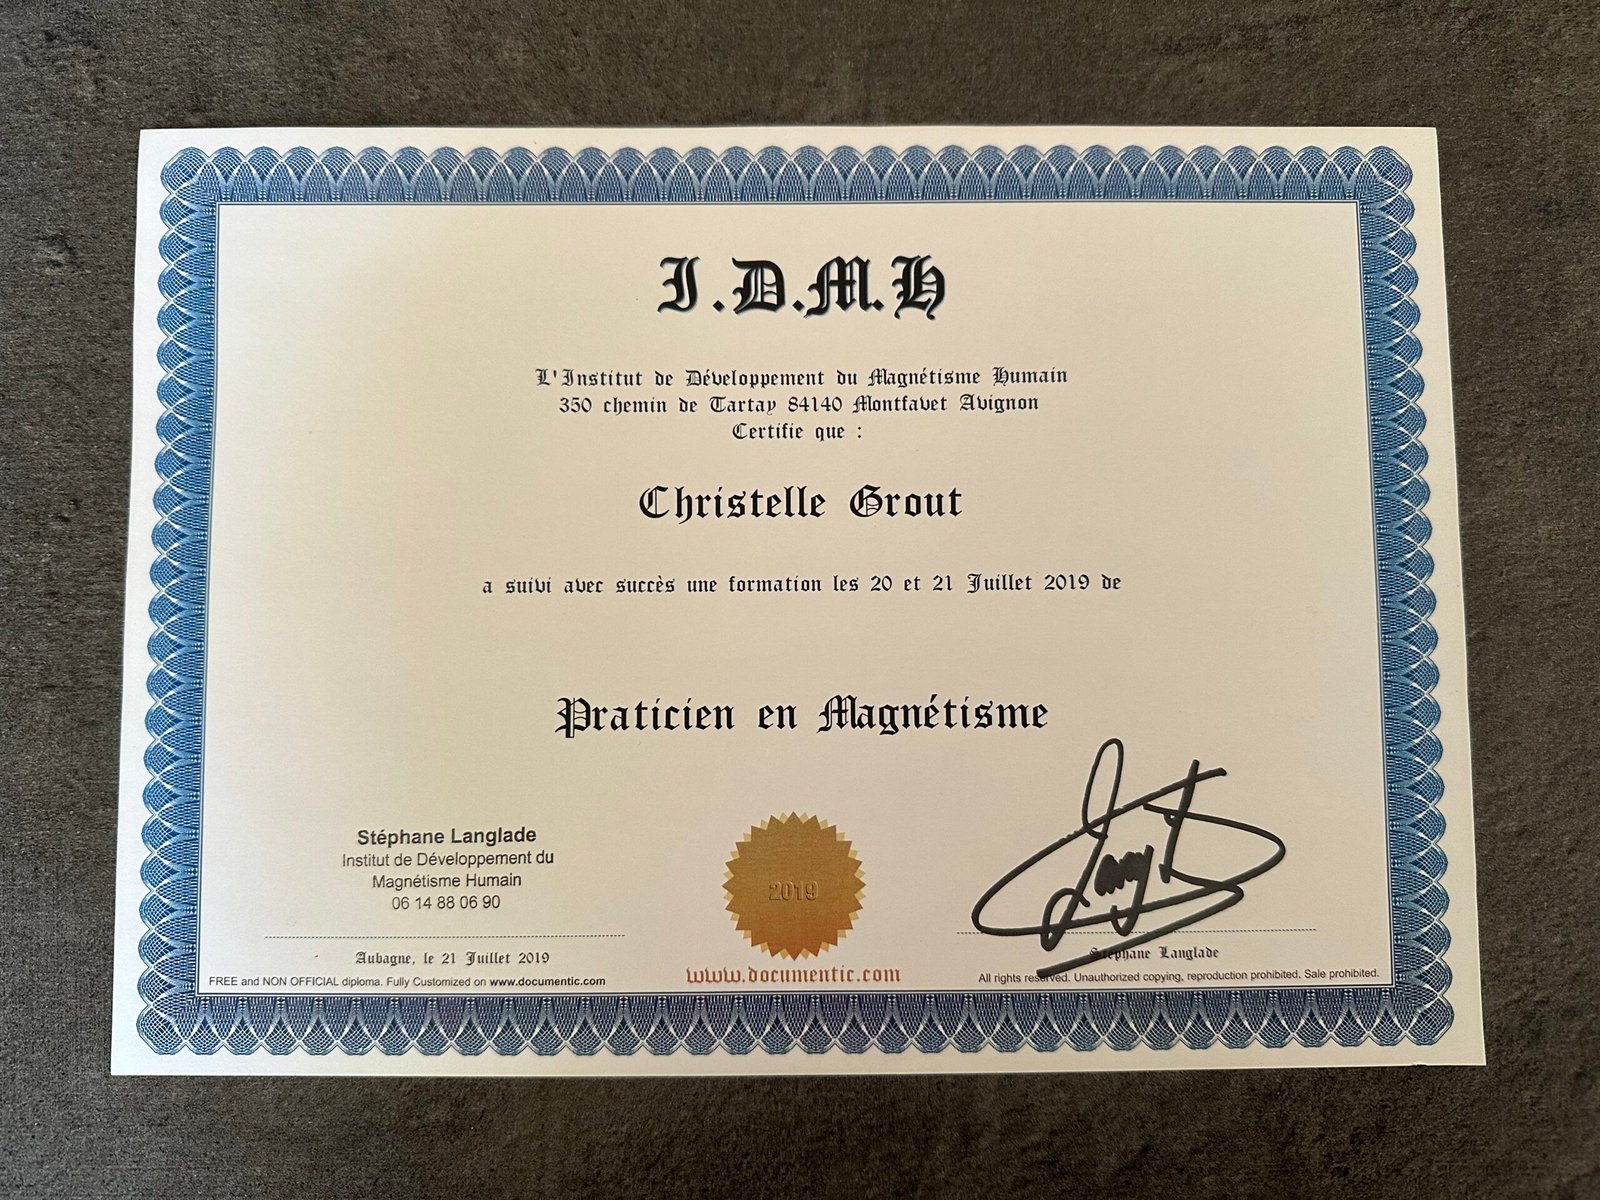 I.D.M.H
L'Institut de Développement du Magnétisme Humain
350 chemin de Tartay 84140 Montfavet Avignon
Certifie que :
Christelle Grout
a suivi avec succès une formation les 20 et 21 Juillet 2019 de
Praticien en Magnétisme
Stéphane Langlade
Institut de Développement du
Magnétisme Humain
06 14 88 06 90
2019
Aubagne, le 21 Juillet 2019
Stéphane Langlade
FREE and NON OFFICIAL diploma. Fully Customized on www.documentic.com
www.documentic.com
All rights reserved. Unauthorized copying, reproduction prohibited. Sale prohibited.